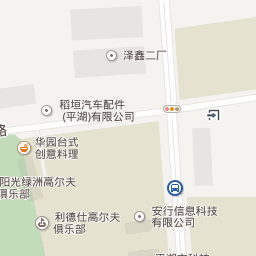 泽鑫二厂
稻垣汽车配件
(平湖)有限公司
路
华园台式
创意料理
阳光绿洲高尔夫
俱乐部
利德仕高尔夫
俱乐部
安行信息科技
有限公司